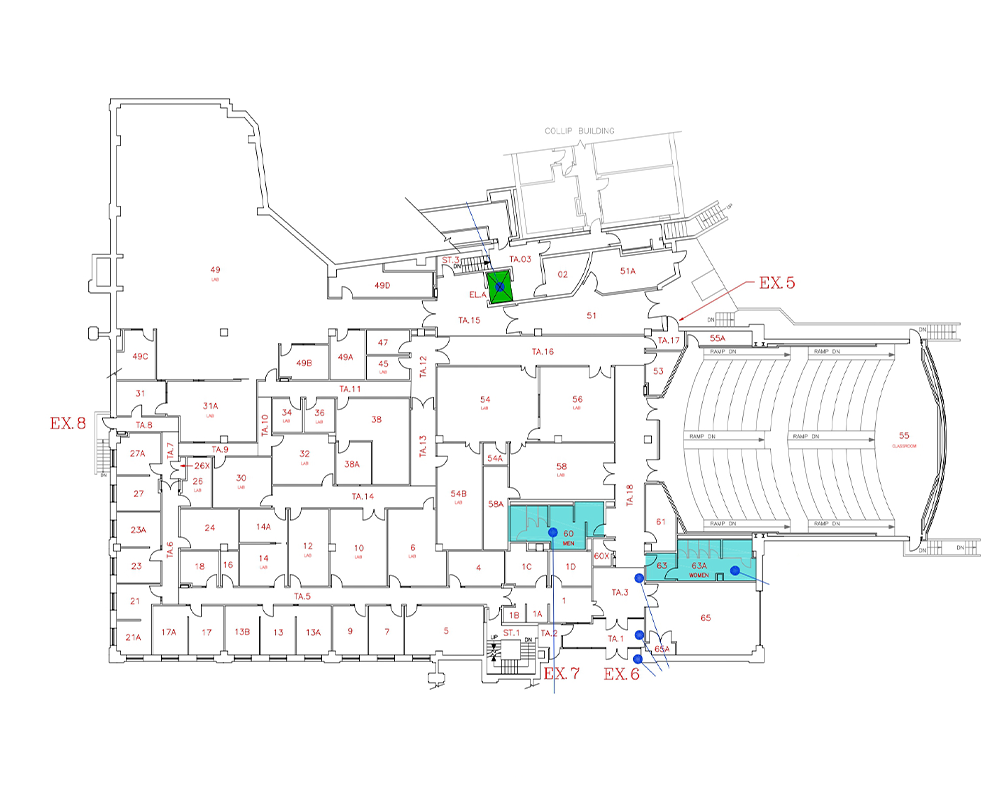 COLLIP BUILDING
UP
49
LAB
49D
ST.3
DN
TA.03
EL.A
02
51A
EX.5
TA.15
51
DN
DN
49C
49B
49A
47
45
LAB
TA.12
TA.16
TA.17
55A
53
RAMP DN
RAMP DN
31
31A
LAB
TA.11
TA.10
34
LAB
36
LAB
38
TA.13
54
LAB
56
LAB
55
CLASSROOM
EX.8
TA.8
TA.7
TA.9
RAMP DN
RAMP DN
27A
DN
26X
26
LAB
30
32
LAB
38A
54A
58
LAB
27
TA.14
54B
LAB
58A
TA.18
61
23A
24
14A
12
LAB
10
LAB
6
LAB
60
MEN
RAMP DN
RAMP DN
TA.6
23
18
16
14
LAB
4
1C
1D
60X
63
63A
WOMEN
DN
DN
21
TA.5
1
TA.3
65
21A
17A
17
13B
13
13A
9
7
5
1B
1A
ST.1
TA.2
TA.1
65A
UP
DN
EX.7
EX.6